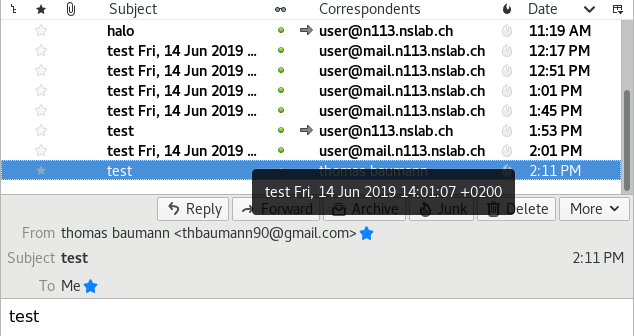 Subject Correspondents Date
halo user@n113.nslab.ch 11:19 AM
test Fri, 14 Jun 2019 ... user@mail.n113.nslab.ch 12:17 PM
test Fri, 14 Jun 2019 ... user@mail.n113.nslab.ch 12:51 PM
test Fri, 14 Jun 2019 ... user@mail.n113.nslab.ch 1:01 PM
test Fri, 14 Jun 2019 ... user@mail.n113.nslab.ch 1:45 PM
test user@n113.nslab.ch 1:53 PM
test Fri, 14 Jun 2019 ... user@mail.n113.nslab.ch 2:01 PM
test thomas baumann 2:11 PM
test Fri, 14 Jun 2019 14:01:07 +0200
Reply Forward Archive Junk Delete More
From thomas baumann <thbaumann90@gmail.com>
Subject test 2:11 PM
To Me
test